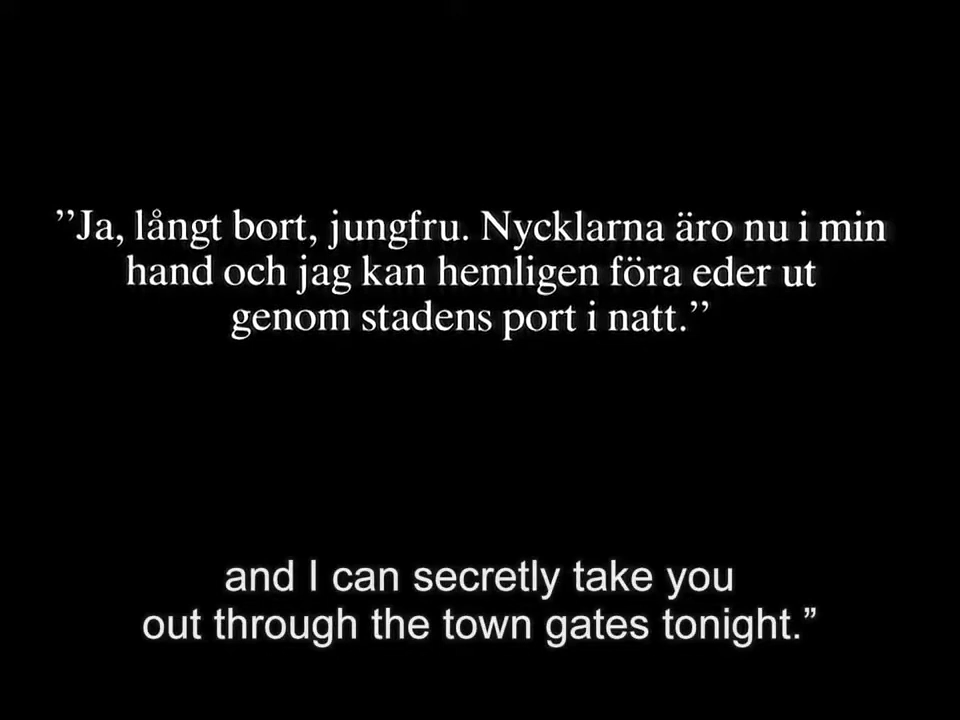 ”Ja, långt bort, jungfru. Nycklarna äro nu i min
hand och jag kan hemligen föra eder ut
genom stadens port i natt.”
and I can secretly take you
out through the town gates tonight.”